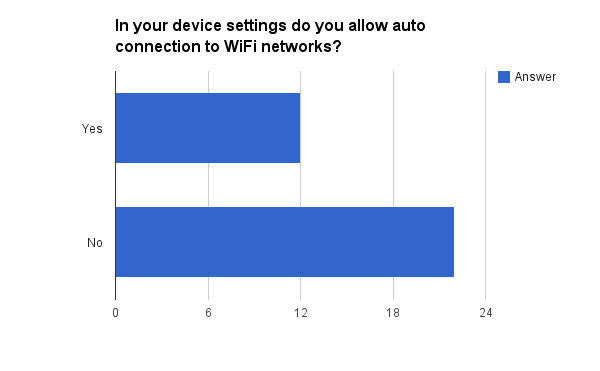 In your device settings do you allow auto
connection to WiFi networks?
Answer
Yes
No
0 6 12 18 24